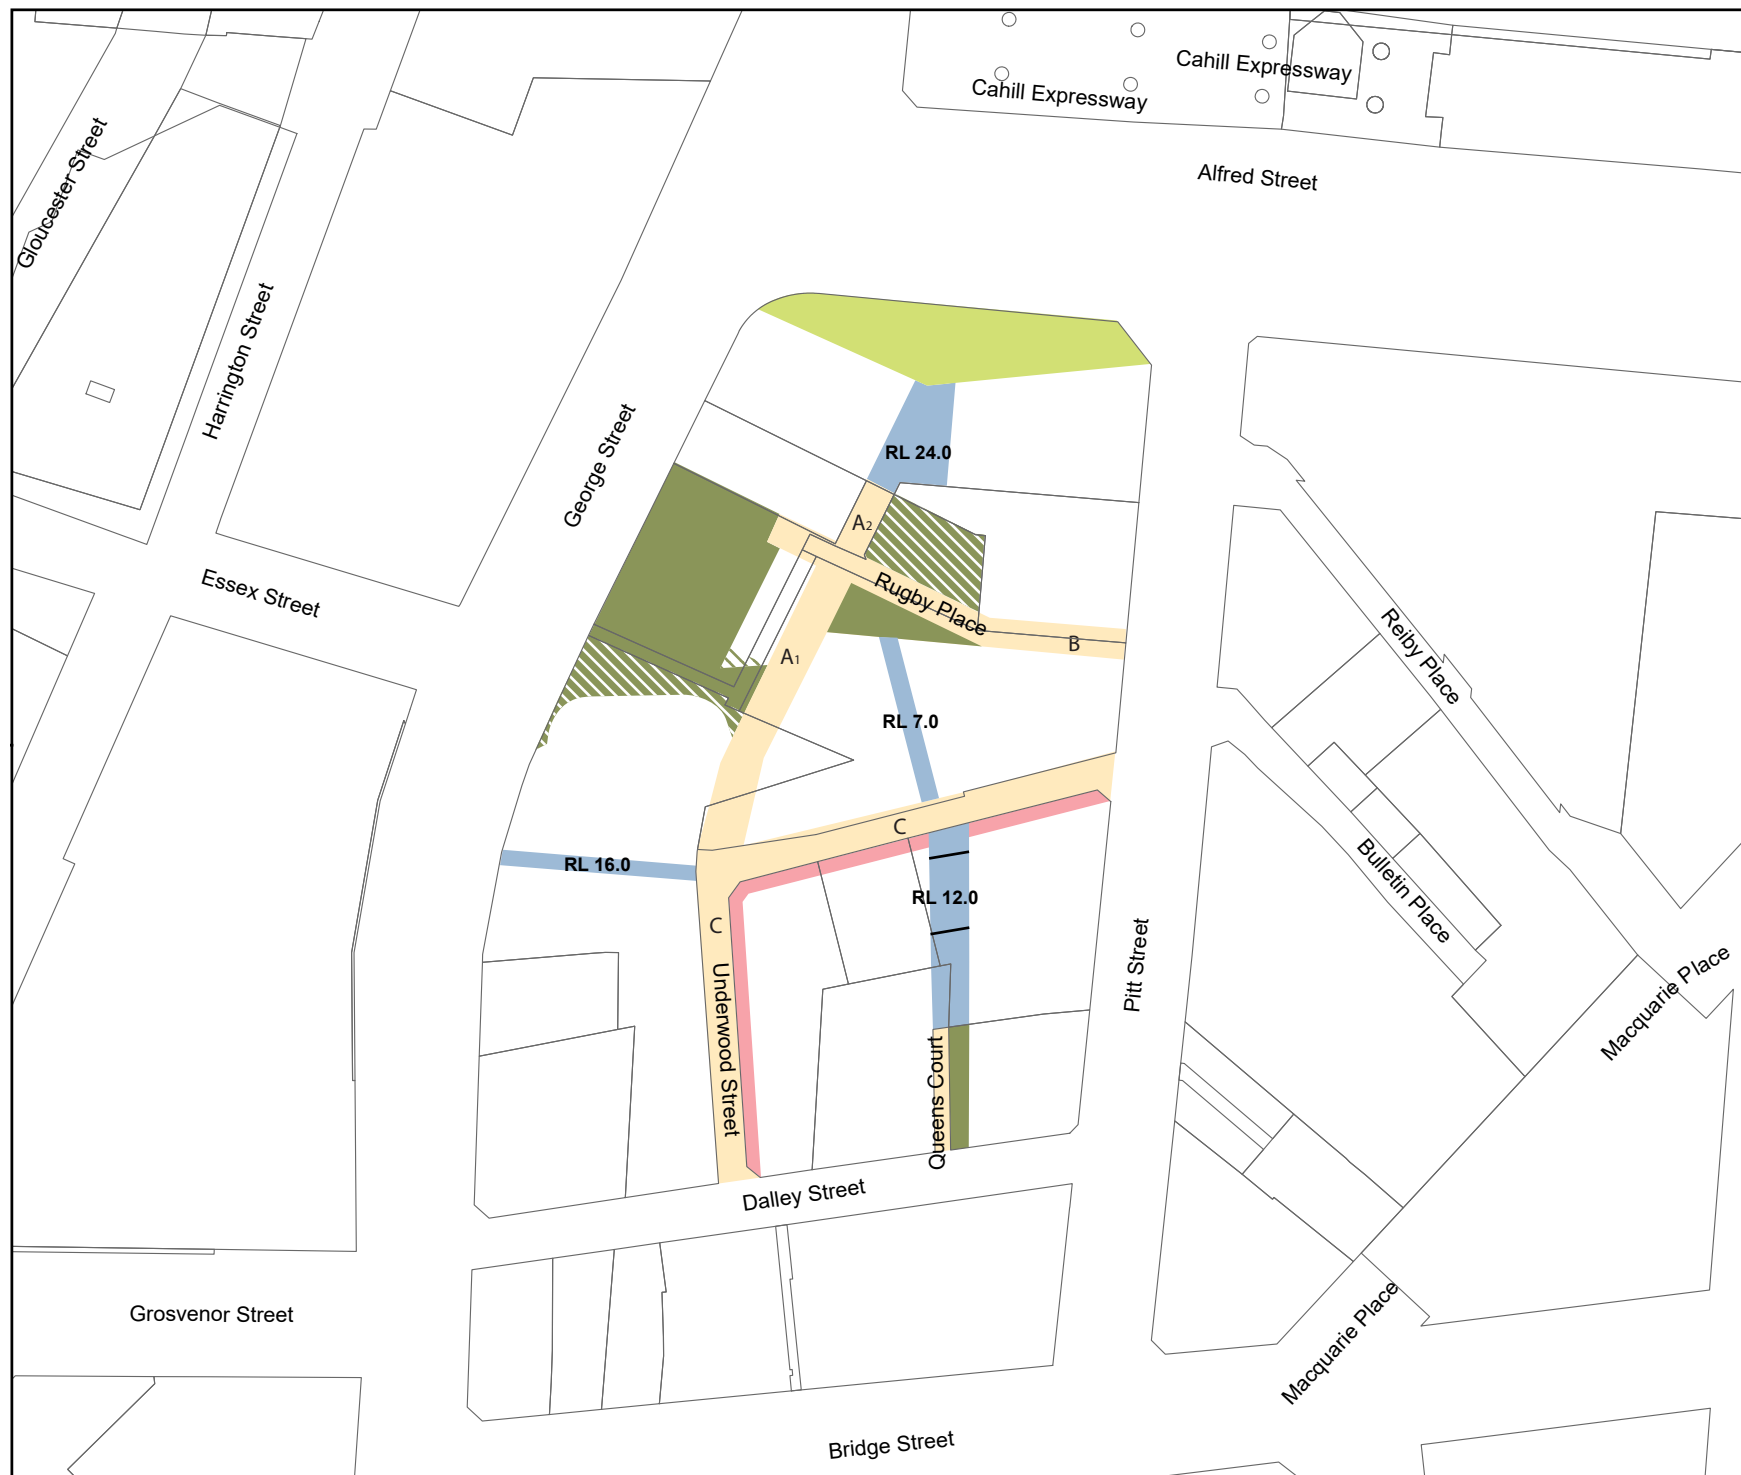 Cahill Expressway
Cahill Expressway
Alfred Street
Gloucester Street
Harrington Street
George Street
RL 24.0
Essex Street
A2
Rugby Place
B
A1
Reiby Place
RL 7.0
C
RL 16.0
RL 12.0
Bulletin Place
C
Underwood Street
Pitt Street
Macquarie Place
Queens Court
Dalley Street
Grosvenor Street
Macquarie Place
Bridge Street